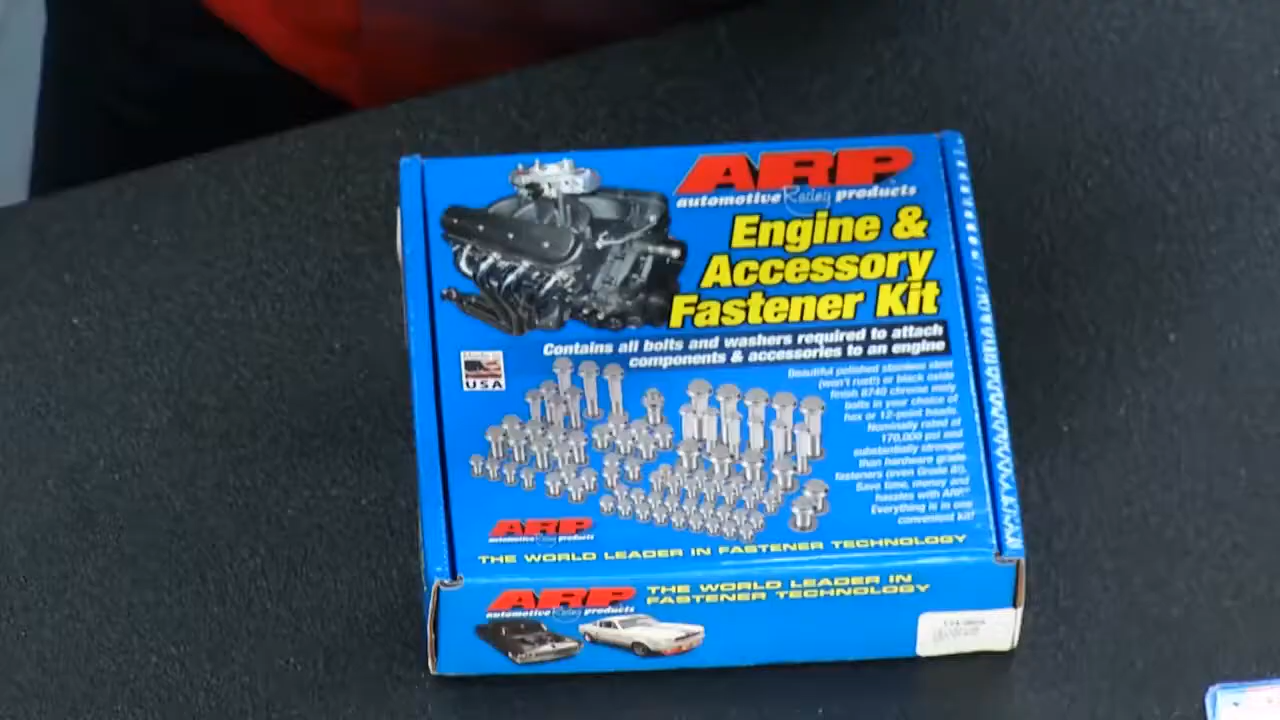 ARP
automotive Racing products
Engine &
Accessory
Fastener Kit
Contains all bolts and washers required to attach
components & accessories to an engine
USA
Beautiful polished stainless steel
(won't rust!) or black oxide
finish 8740 chrome moly
bolts in your choice of
hex or 12-point heads.
Nominally rated at
170,000 psi and
substantially stronger
than hardware grade
fasteners (even Grade 8!).
Save time, money and
hassles with ARP.
Everything is in one
convenient kit!
ARP
automotive Racing products
THE WORLD LEADER IN FASTENER TECHNOLOGY
ARP
automotive Racing products
THE WORLD LEADER IN
FASTENER TECHNOLOGY